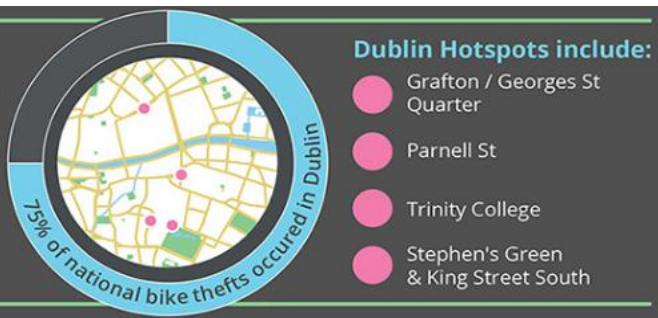 75% of national bike thefts occured in Dublin
Dublin Hotspots include:
Grafton / Georges St
Quarter
Parnell St
Trinity College
Stephen's Green
& King Street South